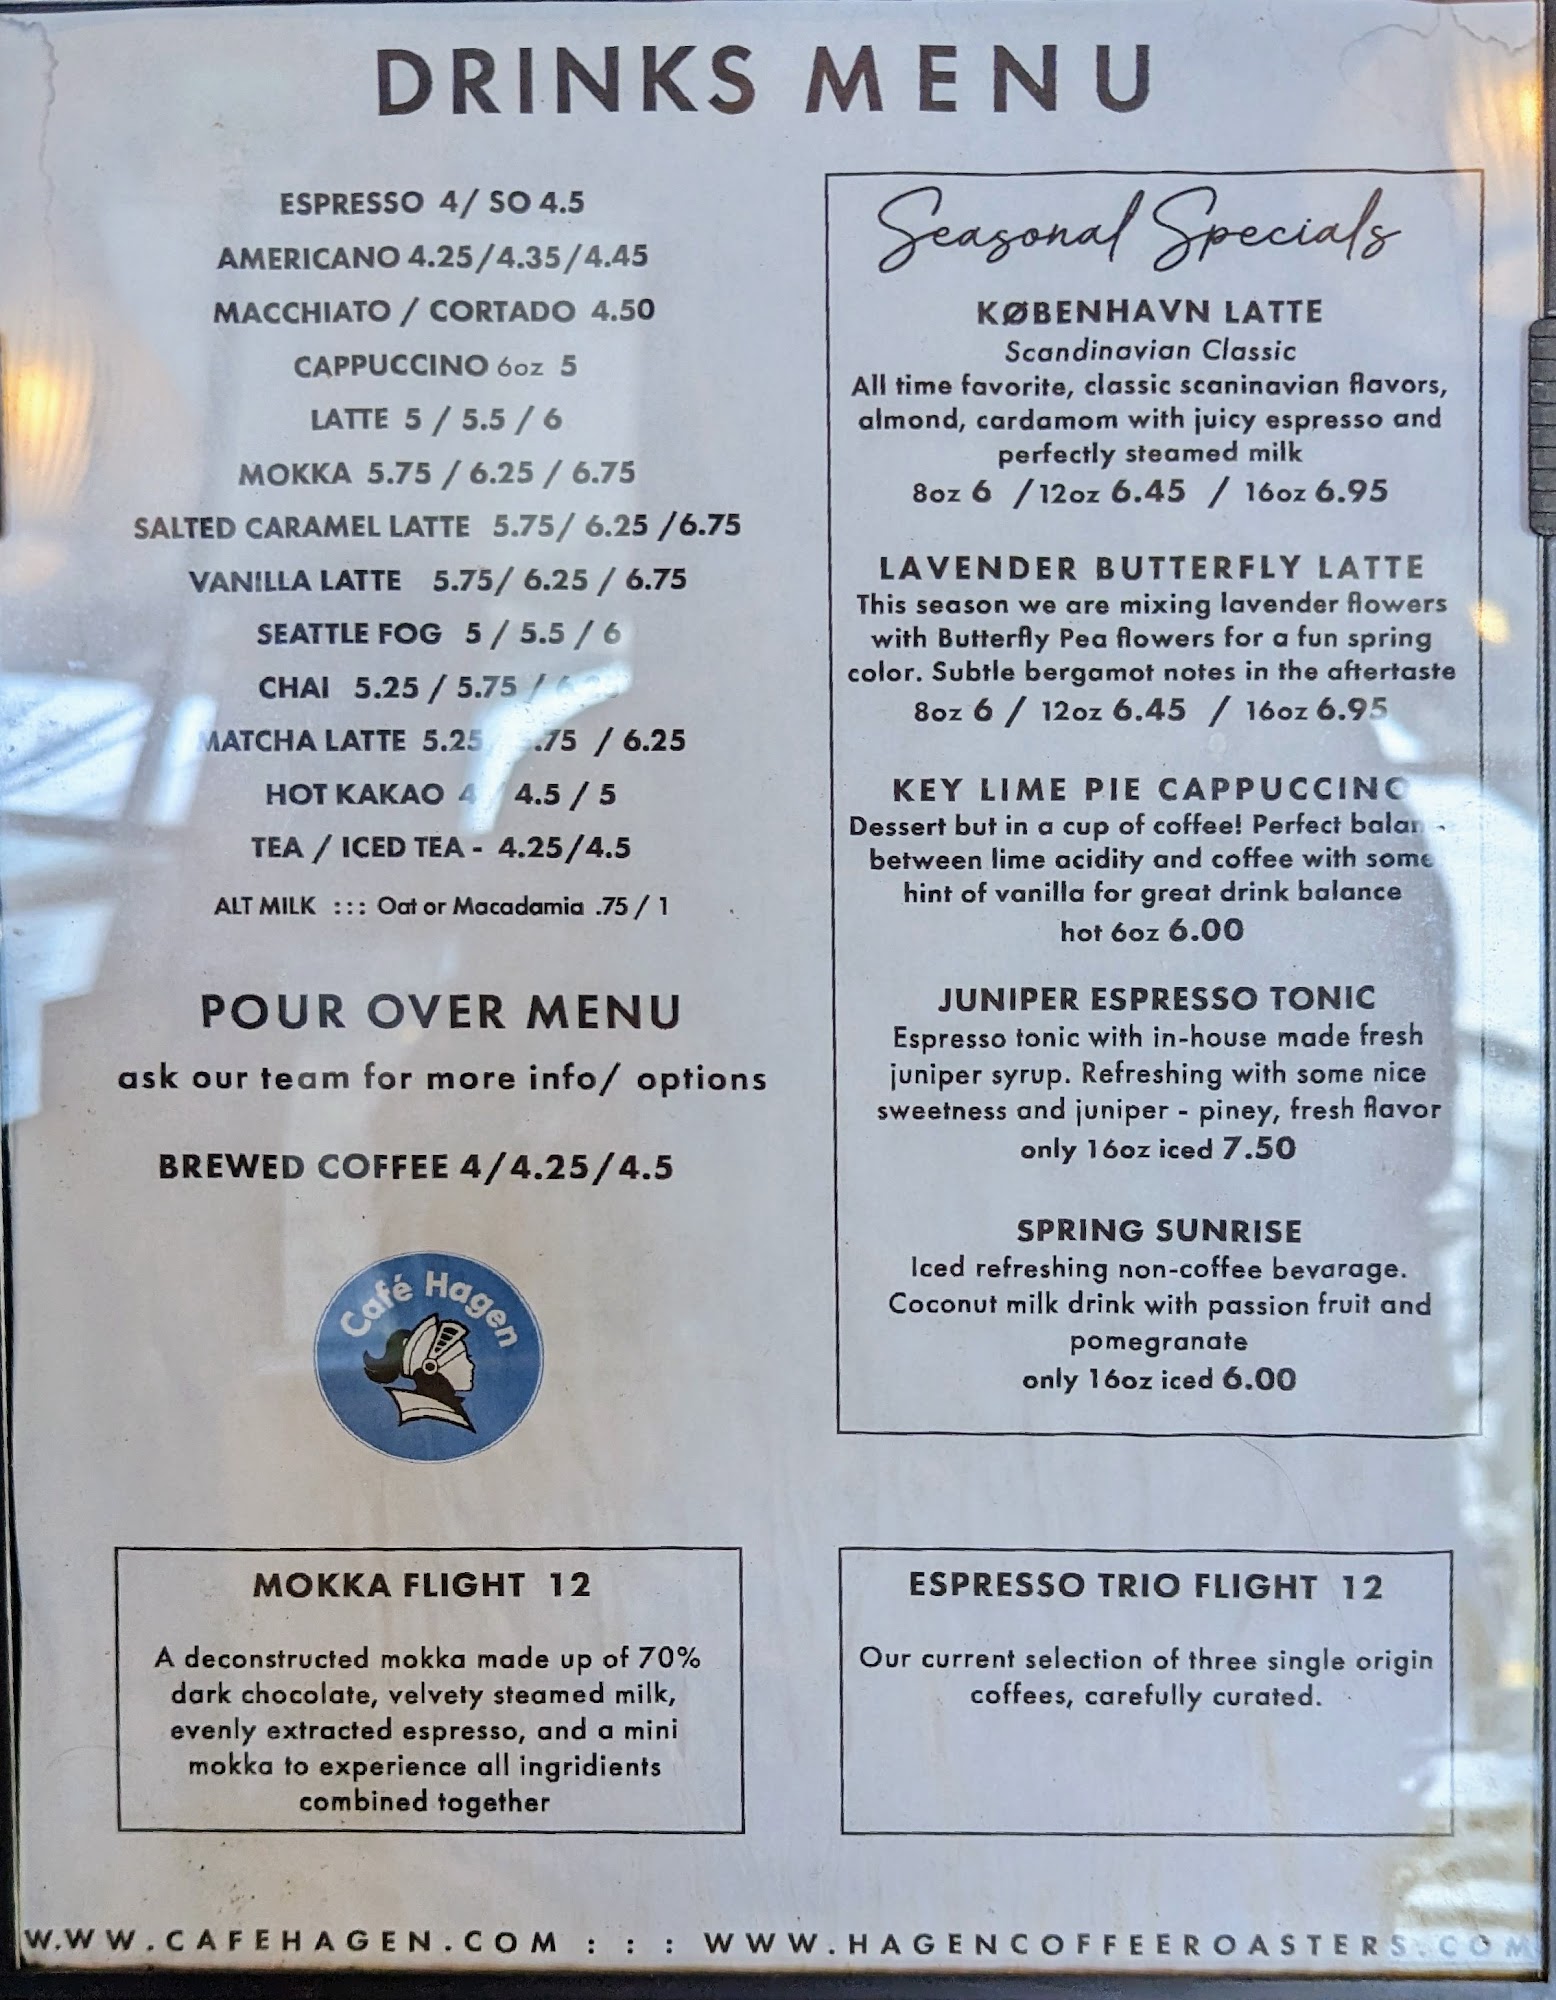 DRINKS MENU
ESPRESSO 4/ SO 4.5
AMERICANO 4.25/4.35/4.45
MACCHIATO / CORTADO 4.50
CAPPUCCINO 6oz 5
LATTE 5 / 5.5 / 6
MOKKA 5.75 / 6.25 / 6.75
SALTED CARAMEL LATTE 5.75/ 6.25 /6.75
VANILLA LATTE 5.75/ 6.25 / 6.75
SEATTLE FOG 5 / 5.5 / 6
CHAI 5.25 / 5.75 /
MATCHA LATTE 5.25 / 6.25
HOT KAKAO 4 / 4.5 / 5
TEA / ICED TEA - 4.25/4.5
ALT MILK ::: Oat or Macadamia .75 / 1
POUR OVER MENU
ask our team for more info/ options
BREWED COFFEE 4/4.25/4.5
Café Hagen
Seasonal Specials
KØBENHAVN LATTE
Scandinavian Classic
All time favorite, classic scaninavian flavors,
almond, cardamom with juicy espresso and
perfectly steamed milk
8oz 6 /12oz 6.45 / 16oz 6.95
LAVENDER BUTTERFLY LATTE
This season we are mixing lavender flowers
with Butterfly Pea flowers for a fun spring
color. Subtle bergamot notes in the aftertaste
8oz 6 / 12oz 6.45 / 16oz 6.95
KEY LIME PIE CAPPUCCINO
Dessert but in a cup of coffee! Perfect
between lime acidity and coffee with some
hint of vanilla for great drink balance
hot 6oz 6.00
JUNIPER ESPRESSO TONIC
Espresso tonic with in-house made fresh
juniper syrup. Refreshing with some nice
sweetness and juniper - piney, fresh flavor
only 16oz iced 7.50
SPRING SUNRISE
Iced refreshing non-coffee bevarage.
Coconut milk drink with passion fruit and
pomegranate
only 16oz iced 6.00
MOKKA FLIGHT 12
A deconstructed mokka made up of 70%
dark chocolate, velvety steamed milk,
evenly extracted espresso, and a mini
mokka to experience all ingridients
combined together
ESPRESSO TRIO FLIGHT 12
Our current selection of three single origin
coffees, carefully curated.
WWW.CAFEHAGEN.COM ::: WWW.HAGENCOFFEEROASTERS.COM